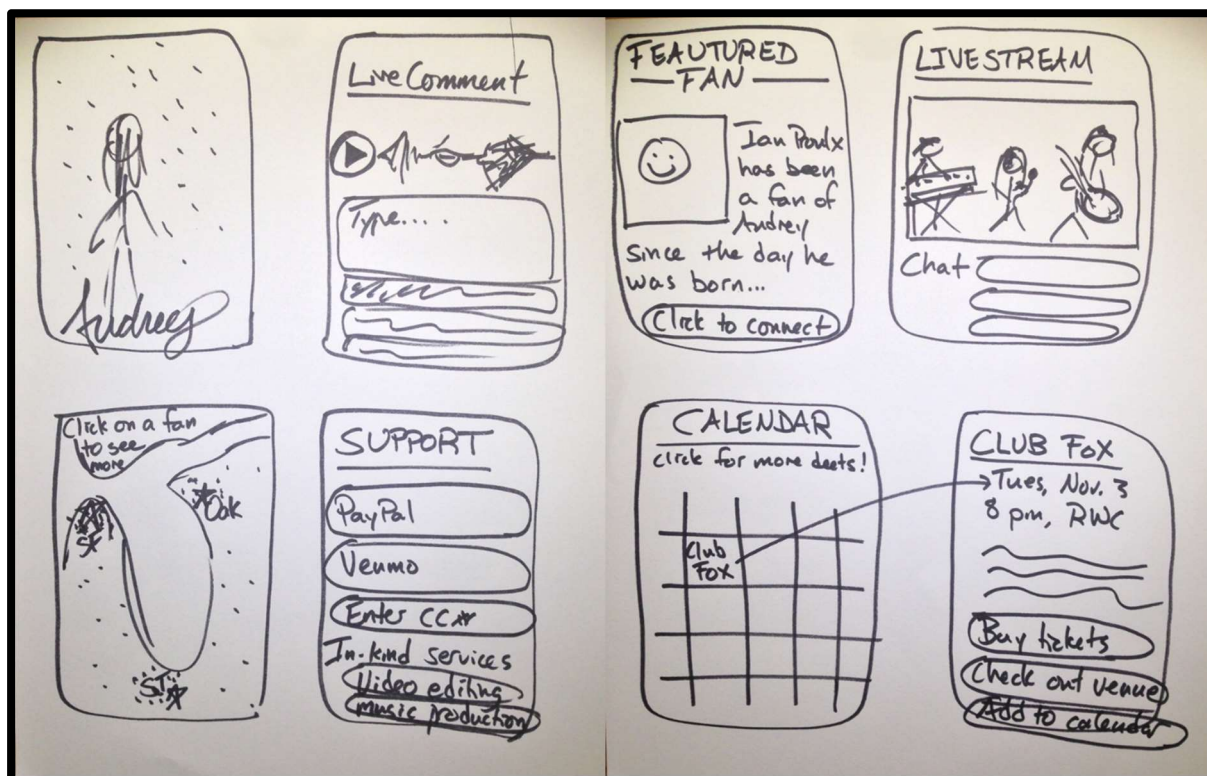 Audrey
Live Comment
Type....
FEAUTURED
FAN
Ian Proulx
has been
a fan of
Audrey
since the day he
was born...
Click to connect
LIVESTREAM
Chat
Click on a fan
to see
more
SF
Oak
SJ
SUPPORT
PayPal
Venmo
Enter CC#
In-kind services
Video editing
music production
CALENDAR
click for more deets!
Club
Fox
CLUB FOX
Tues, Nov. 3
8 pm, RWC
Buy tickets
Check out venue
Add to calendar